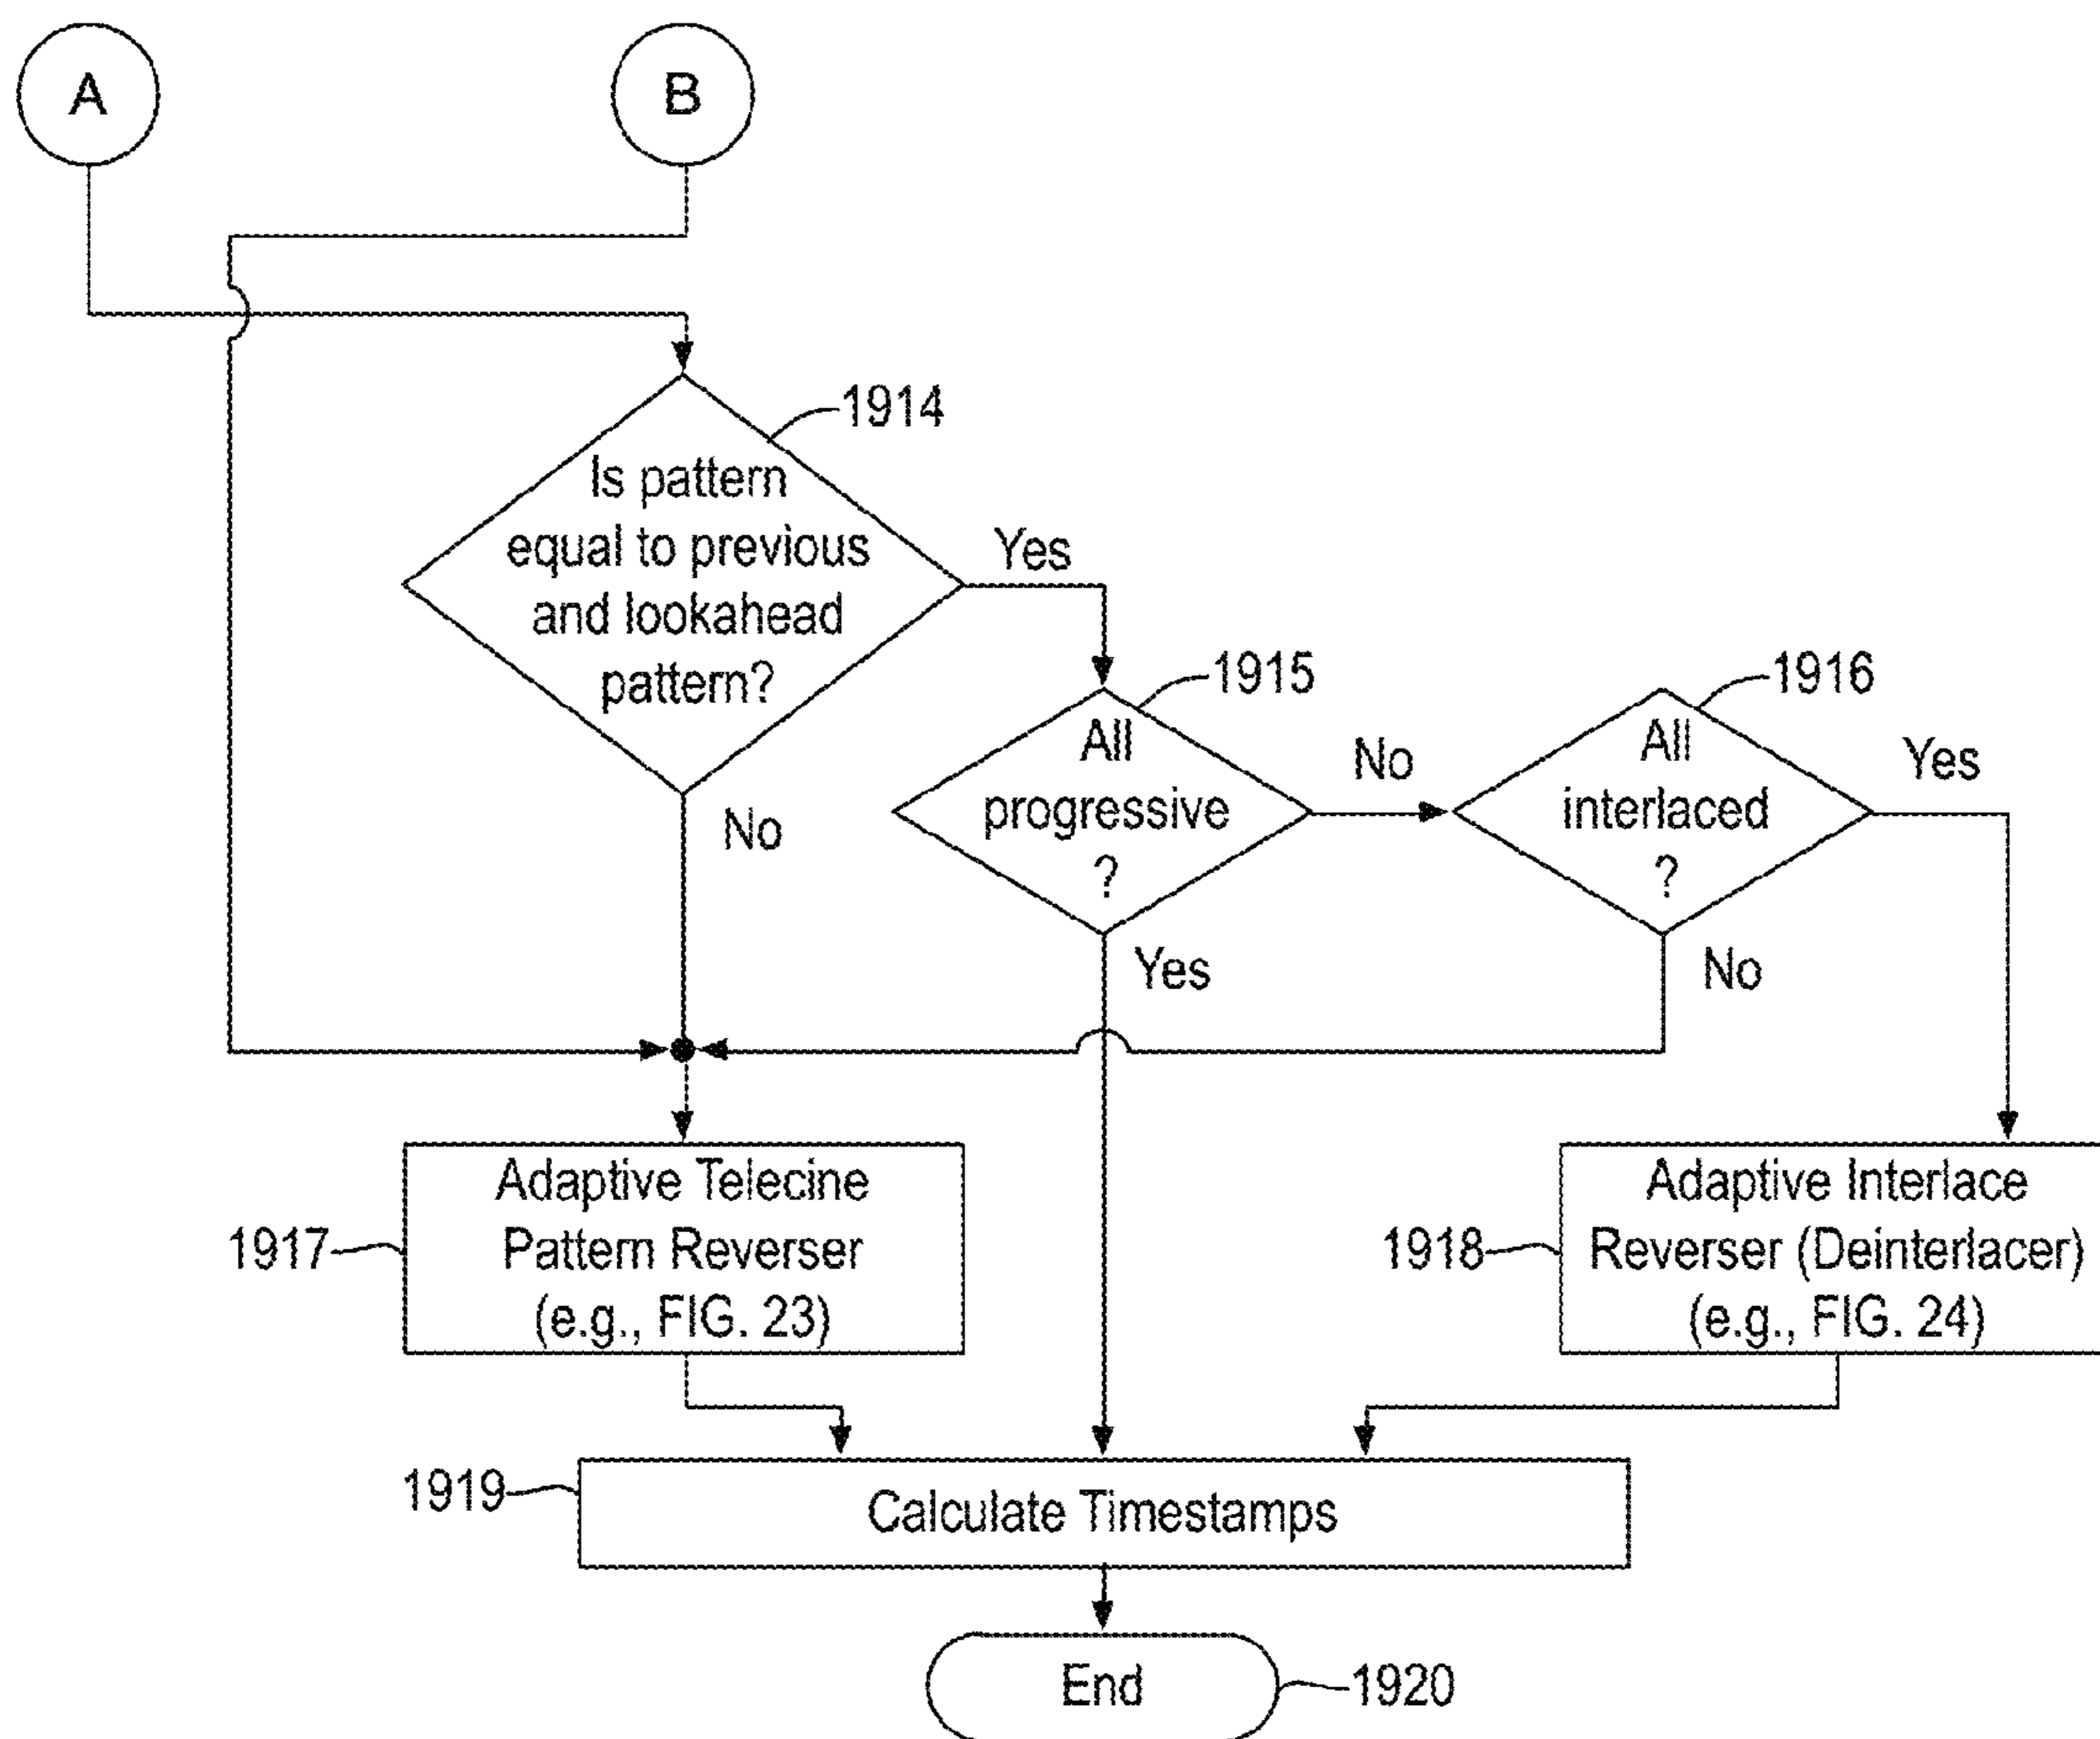 A
B
1914
Is pattern
equal to previous
and lookahead
pattern?
Yes
No
1915
All
progressive
?
No
Yes
1916
All
interlaced
?
Yes
No
1917
Adaptive Telecine
Pattern Reverser
(e.g., FIG. 23)
1918
Adaptive Interlace
Reverser (Deinterlacer)
(e.g., FIG. 24)
1919
Calculate Timestamps
End
1920